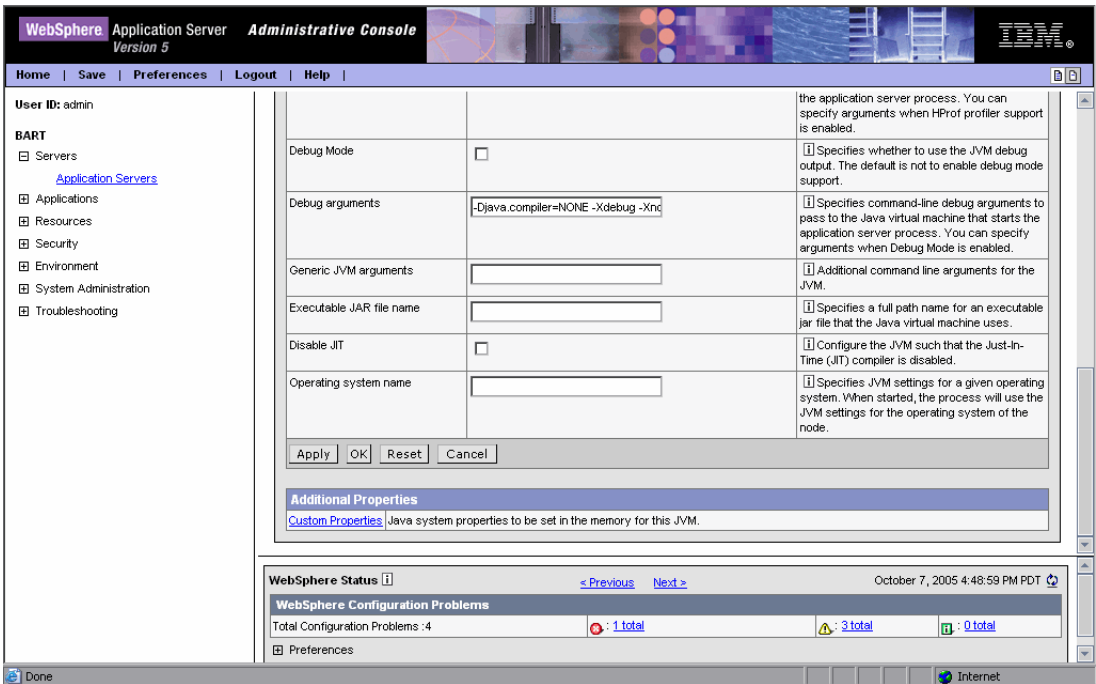 WebSphere Application Server Administrative Console
Version 5
IBM
Home | Save | Preferences | Logout | Help |
User ID: admin
BART
Servers
Application Servers
Applications
Resources
Security
Environment
System Administration
Troubleshooting
the application server process. You can
specify arguments when HProf profiler support
is enabled.
Debug Mode
Specifies whether to use the JVM debug
output. The default is not to enable debug mode
support.
Debug arguments
-Djava.compiler=NONE -Xdebug -Xno
Specifies command-line debug arguments to
pass to the Java virtual machine that starts the
application server process. You can specify
arguments when Debug Mode is enabled.
Generic JVM arguments
Additional command line arguments for the
JVM.
Executable JAR file name
Specifies a full path name for an executable
jar file that the Java virtual machine uses.
Disable JIT
Configure the JVM such that the Just-In-
Time (JIT) compiler is disabled.
Operating system name
Specifies JVM settings for a given operating
system. When started, the process will use the
JVM settings for the operating system of the
node.
Apply OK Reset Cancel
Additional Properties
Custom Properties Java system properties to be set in the memory for this JVM.
WebSphere Status < Previous Next > October 7, 2005 4:48:59 PM PDT
WebSphere Configuration Problems
Total Configuration Problems :4 : 1 total : 3 total : 0 total
Preferences
Done Internet